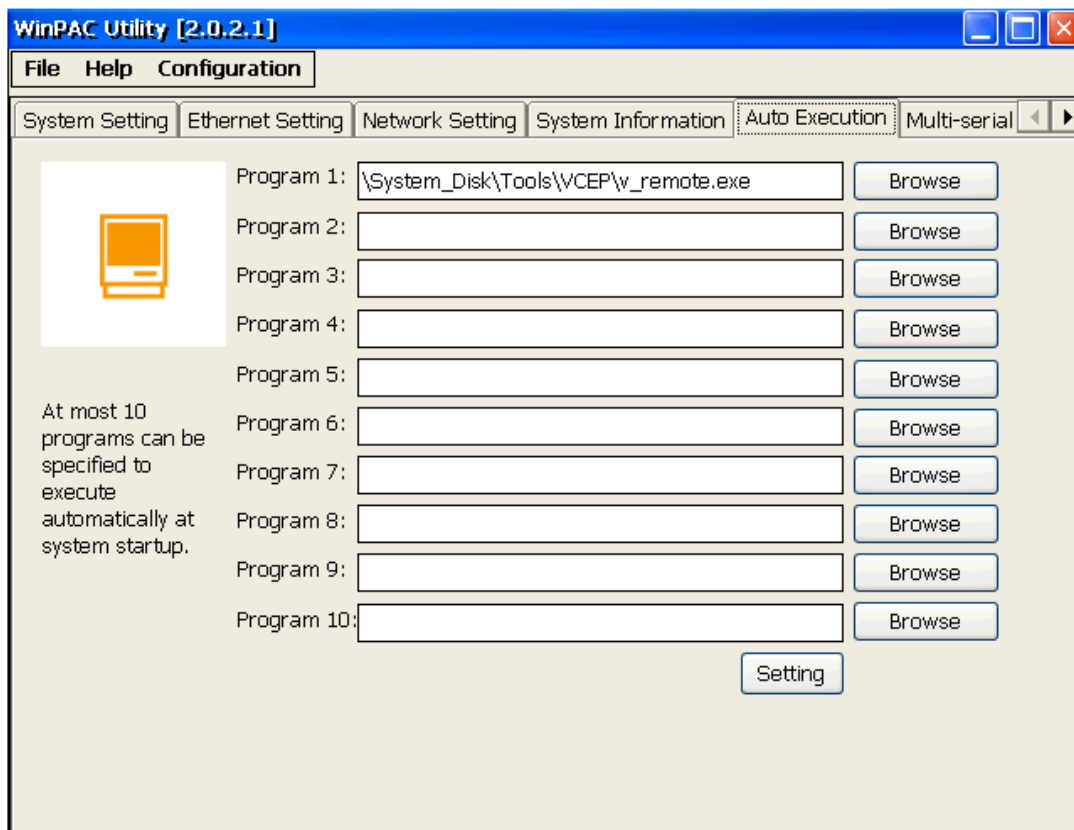 WinPAC Utility [2.0.2.1]
File Help Configuration
System Setting Ethernet Setting Network Setting System Information Auto Execution Multi-serial
Program 1: \System_Disk\Tools\VCEP\v_remote.exe Browse
Program 2: Browse
Program 3: Browse
Program 4: Browse
Program 5: Browse
Program 6: Browse
Program 7: Browse
Program 8: Browse
Program 9: Browse
Program 10: Browse
At most 10
programs can be
specified to
execute
automatically at
system startup.
Setting